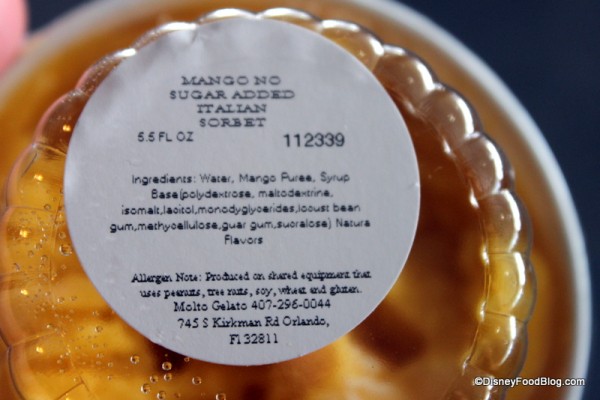 MANGO NO
SUGAR ADDED
ITALIAN
SORBET
5.5 FL OZ 112339
Ingredients: Water, Mango Puree, Syrup
Base(polydextrose, maltodextrine,
isomalt,lacitol,monodyglycerides,locust bean
gum,methycellulose,guar gum,sucralose) Natura
Flavors
Allergen Note: Produced on shared equipment that
uses peanuts, tree nuts, soy, wheat and gluten.
Molto Gelato 407-296-0044
745 S Kirkman Rd Orlando,
Fl 32811
©DisneyFoodBlog.com